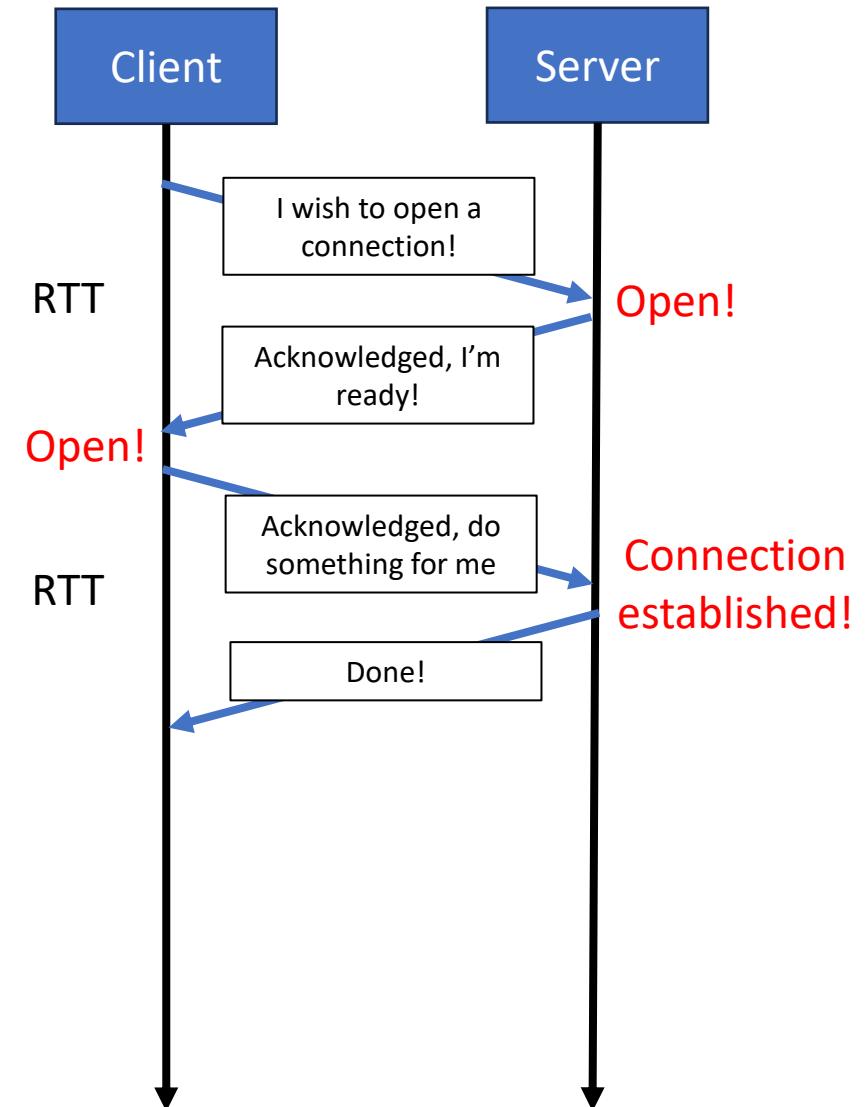 Client
Server
I wish to open a
connection!
RTT
Open!
Acknowledged, I’m
ready!
Open!
Acknowledged, do
something for me
Connection
established!
RTT
Done!